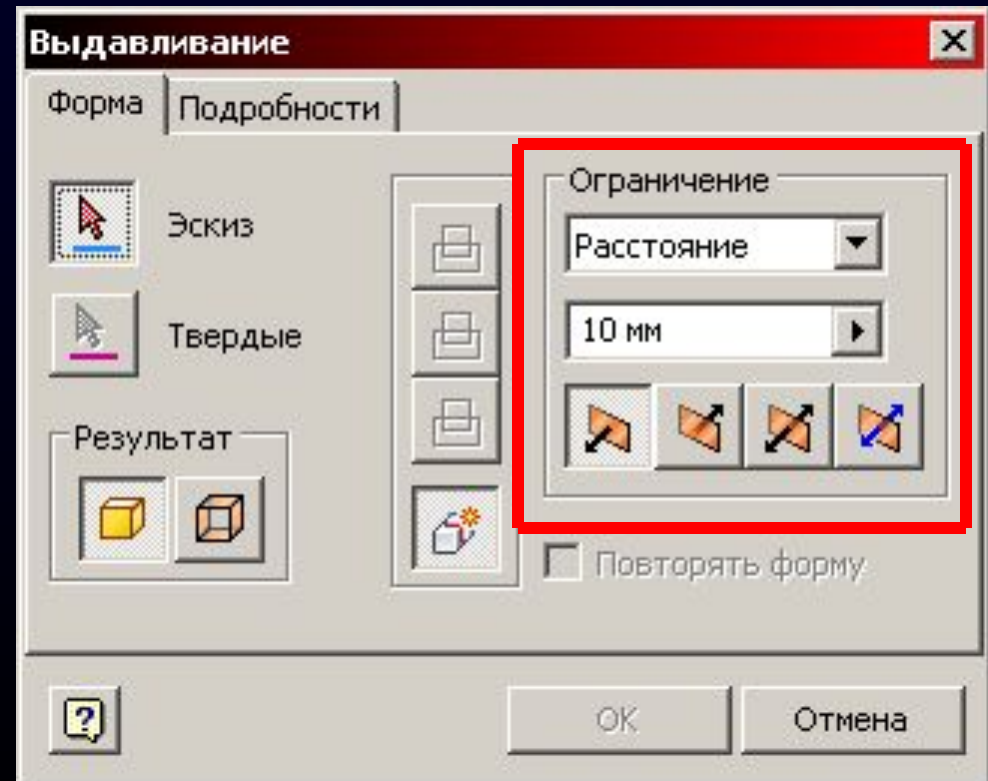 Выдавливание
Форма
Подробности
Эскиз
Твердые
Результат
Ограничение
Расстояние
10 мм
Повторять форму
OK
Отмена